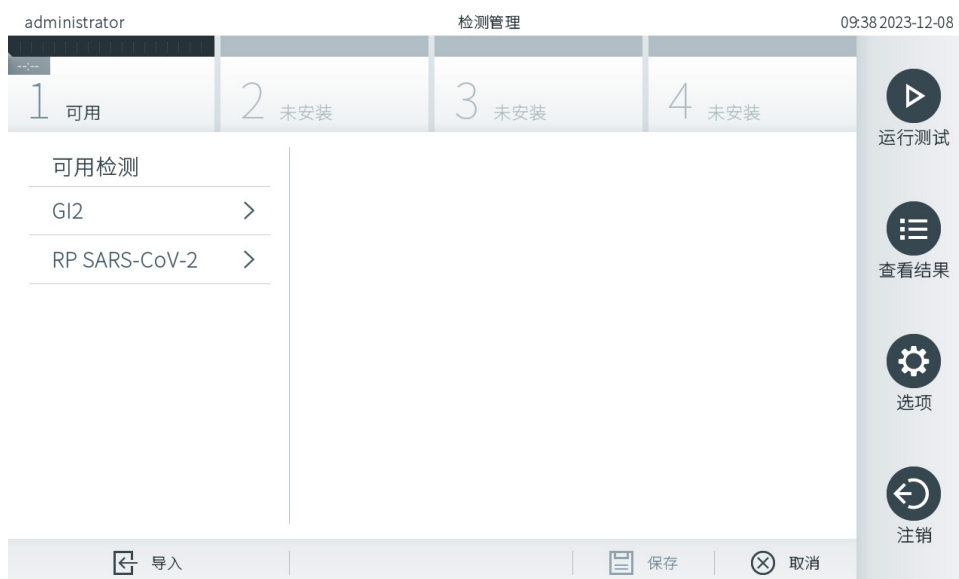 administrator 检测管理 09:38 2023-12-08
--:--
1 可用 2 未安装 3 未安装 4 未安装
运行测试
可用检测
GI2
RP SARS-CoV-2
查看结果
选项
注销
导入 保存 取消